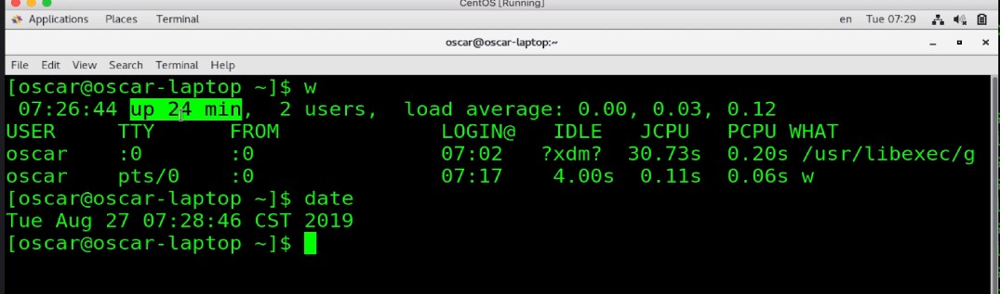 CentOS [Running]
Applications Places Terminal en Tue 07:29
oscar@oscar-laptop:~
File Edit View Search Terminal Help
[oscar@oscar-laptop ~]$ w
07:26:44 up 24 min, 2 users, load average: 0.00, 0.03, 0.12
USER TTY FROM LOGIN@ IDLE JCPU PCPU WHAT
oscar :0 :0 07:02 ?xdm? 30.73s 0.20s /usr/libexec/g
oscar pts/0 :0 07:17 4.00s 0.11s 0.06s w
[oscar@oscar-laptop ~]$ date
Tue Aug 27 07:28:46 CST 2019
[oscar@oscar-laptop ~]$